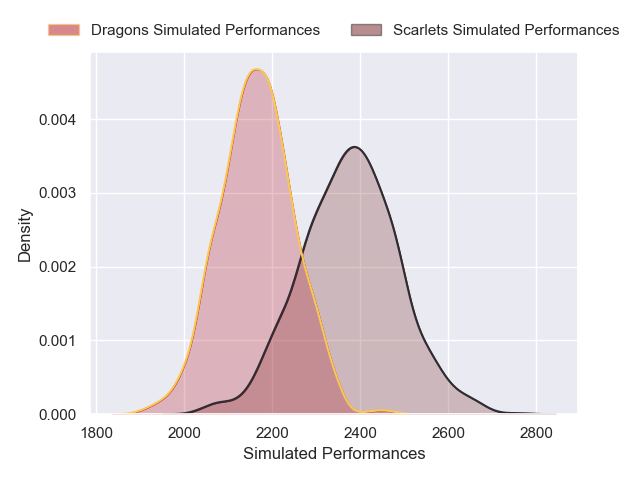 Dragons Simulated Performances
Scarlets Simulated Performances
Density
0.004
0.003
0.002
0.001
0.000
1800 2000 2200 2400 2600 2800
Simulated Performances